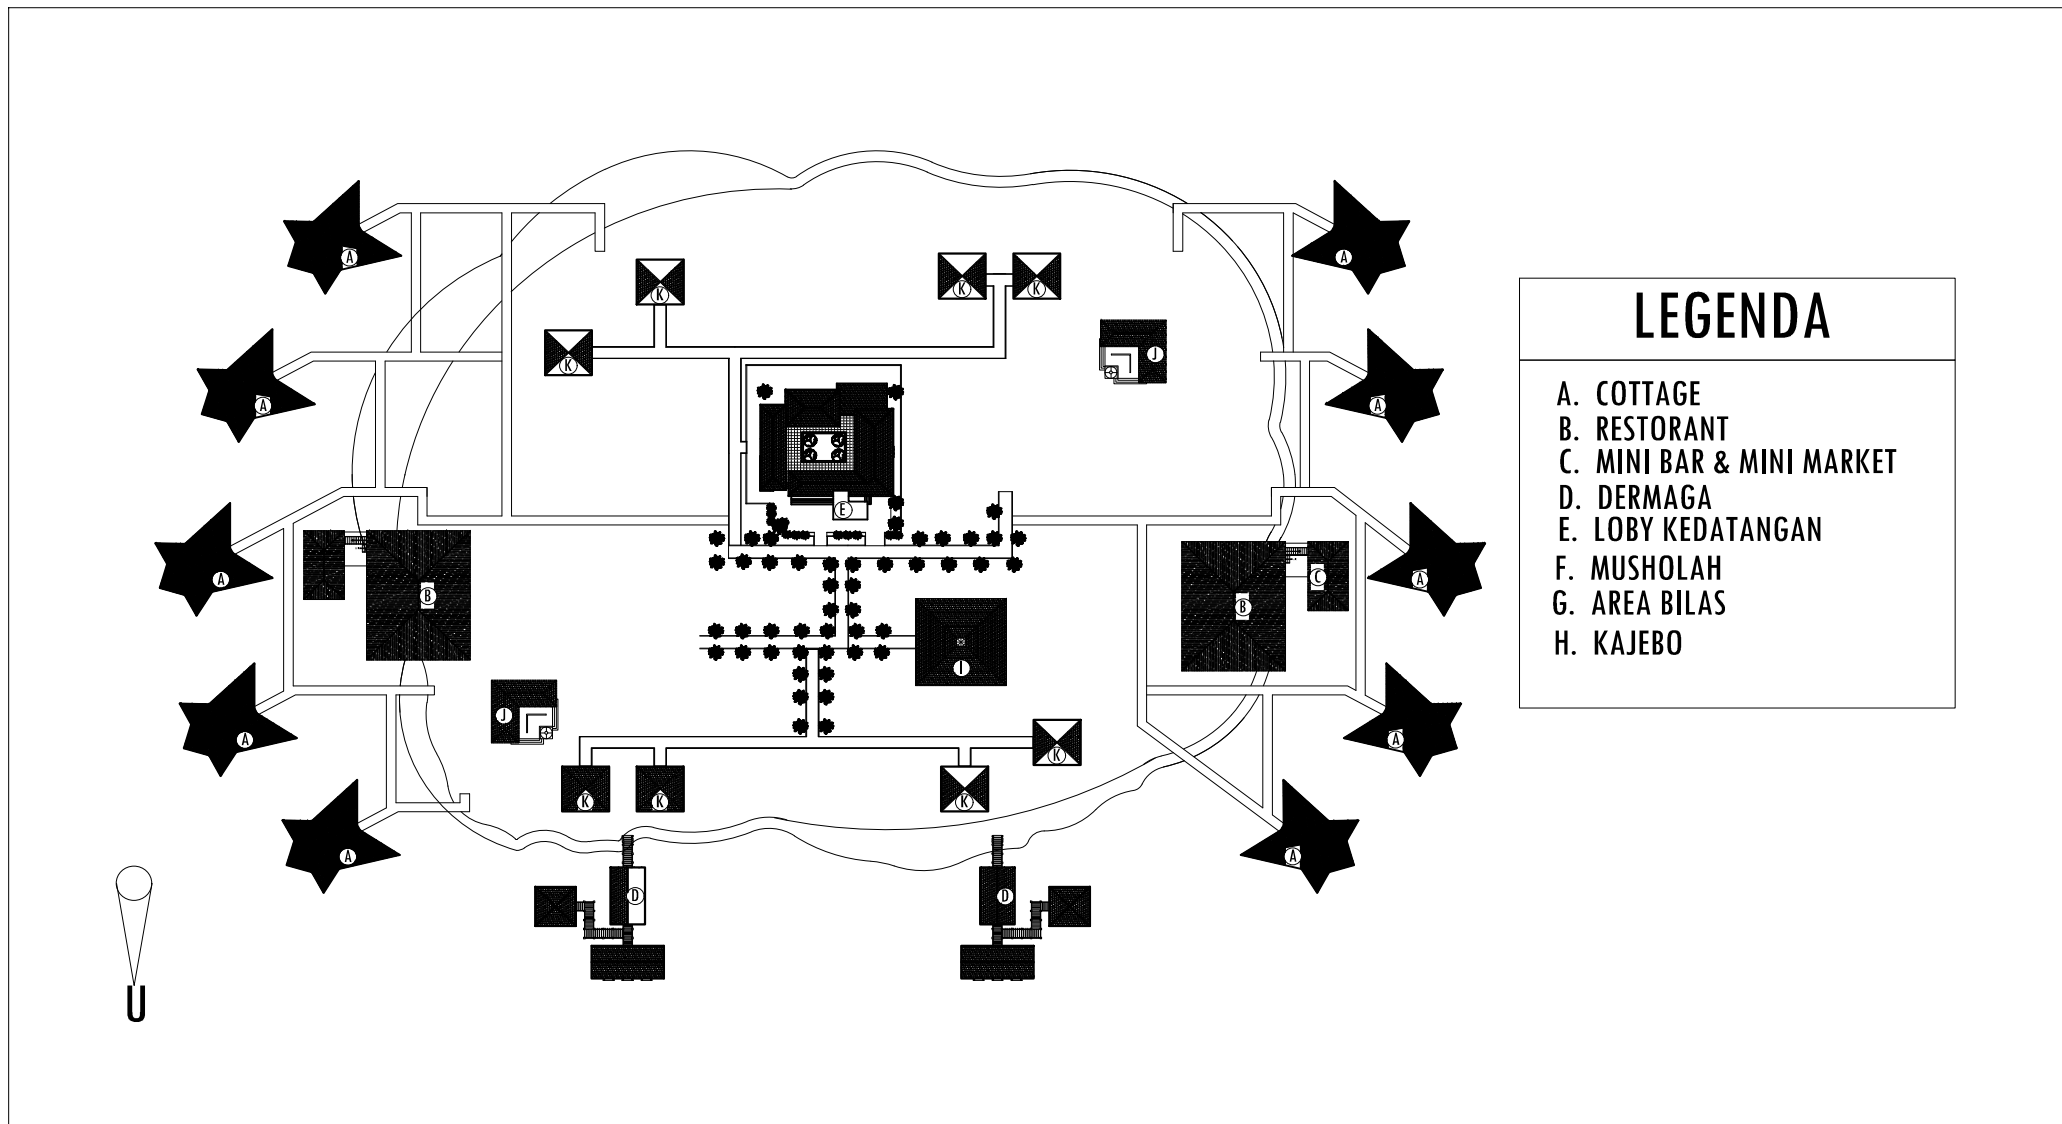 A
A
K
K
K
J
K
A
A
LEGENDA
A. COTTAGE
B. RESTORANT
C. MINI BAR & MINI MARKET
D. DERMAGA
E. LOBY KEDATANGAN
F. MUSHOLAH
G. AREA BILAS
H. KAJEBO
E
A
B
B
C
A
I
J
A
A
K
K
K
K
A
A
D
D
U